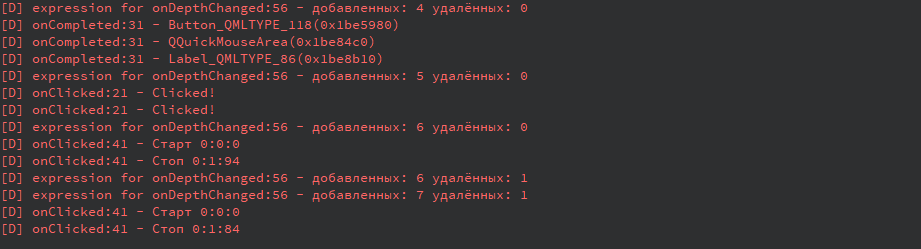 [D] expression for onDepthChanged:56 - добавленных: 4 удалённых: 0
[D] onCompleted:31 - Button_QMLTYPE_118(0x1be5980)
[D] onCompleted:31 - QQuickMouseArea(0x1be84c0)
[D] onCompleted:31 - Label_QMLTYPE_86(0x1be8b10)
[D] expression for onDepthChanged:56 - добавленных: 5 удалённых: 0
[D] onClicked:21 - Clicked!
[D] onClicked:21 - Clicked!
[D] expression for onDepthChanged:56 - добавленных: 6 удалённых: 0
[D] onClicked:41 - Старт 0:0:0
[D] onClicked:41 - Стоп 0:1:94
[D] expression for onDepthChanged:56 - добавленных: 6 удалённых: 1
[D] expression for onDepthChanged:56 - добавленных: 7 удалённых: 1
[D] onClicked:41 - Старт 0:0:0
[D] onClicked:41 - Стоп 0:1:84